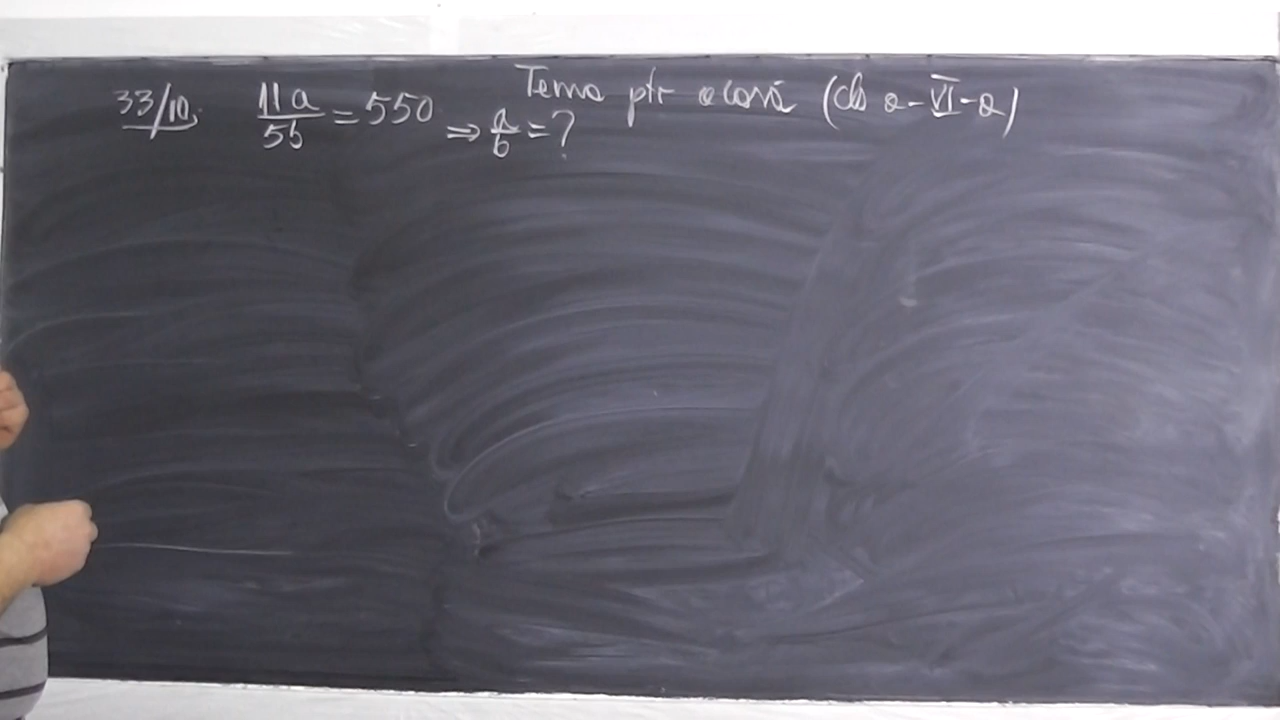 Tema ptr acasă (cls a-VI-a)
33/10. 11a/5b = 550 ⇒ a/b = ?